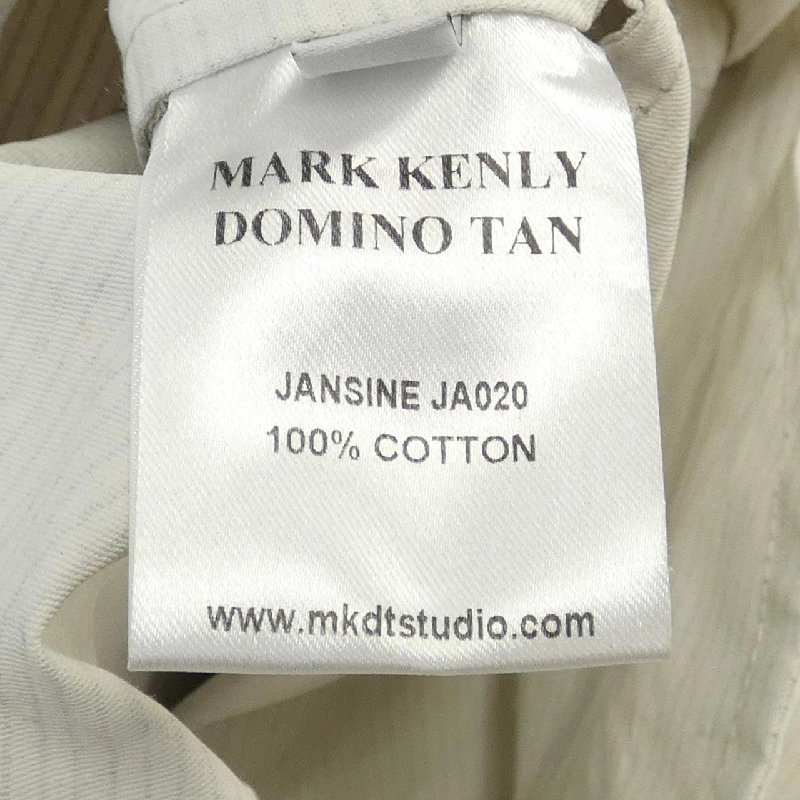 MARK KENLY
DOMINO TAN
JANSINE JA020
100% COTTON
www.mkdtstudio.com